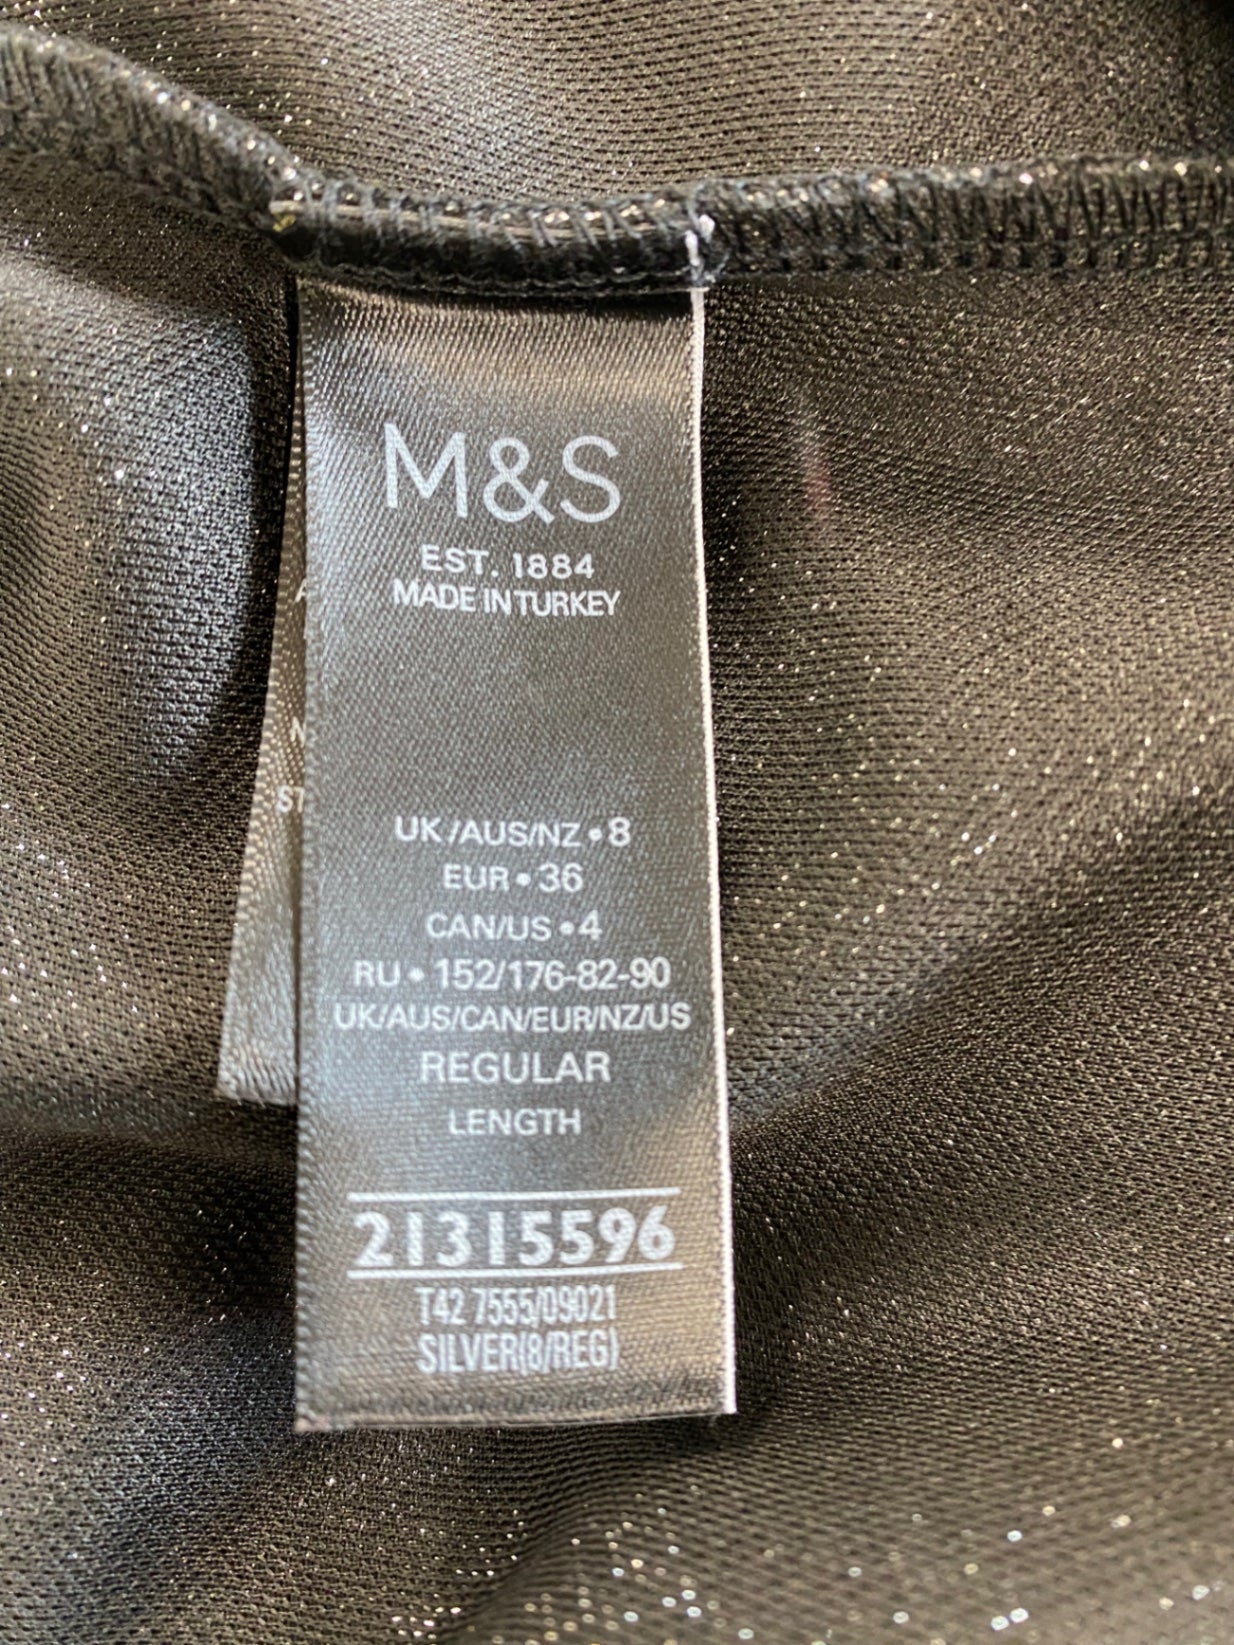 M&S
EST. 1884
MADE IN TURKEY
UK/AUS/NZ • 8
EUR • 36
CAN/US • 4
RU • 152/176-82-90
UK/AUS/CAN/EUR/NZ/US
REGULAR
LENGTH
21315596
T42 7555/09021
SILVER(8/REG)